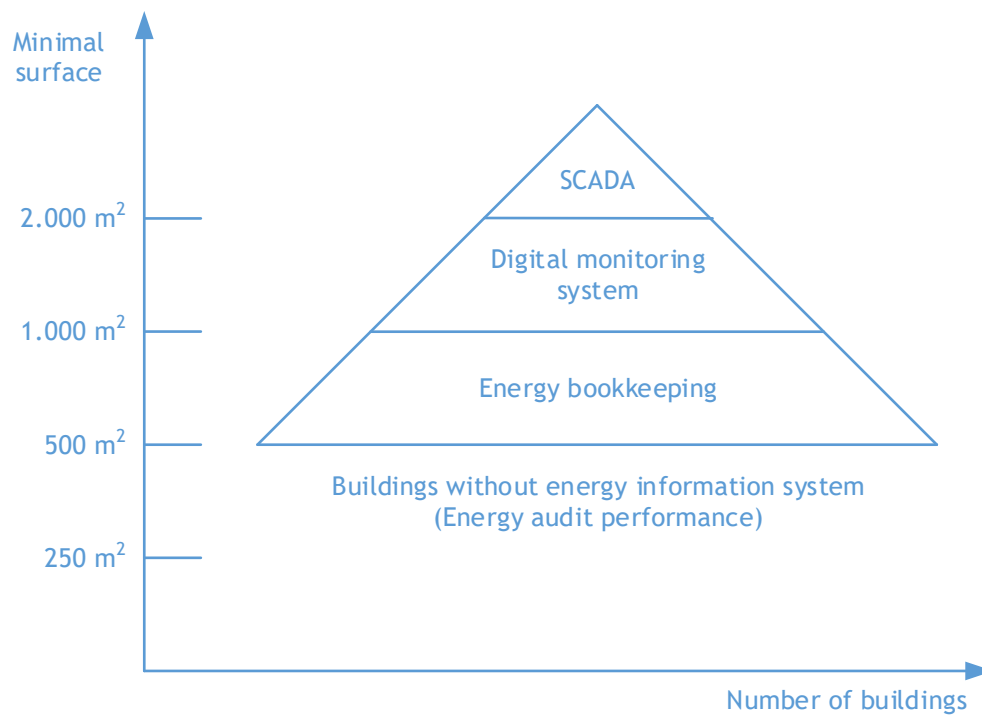 Minimal
surface
SCADA
2.000 m²
Digital monitoring
system
1.000 m²
Energy bookkeeping
500 m²
Buildings without energy information system
(Energy audit performance)
250 m²
Number of buildings